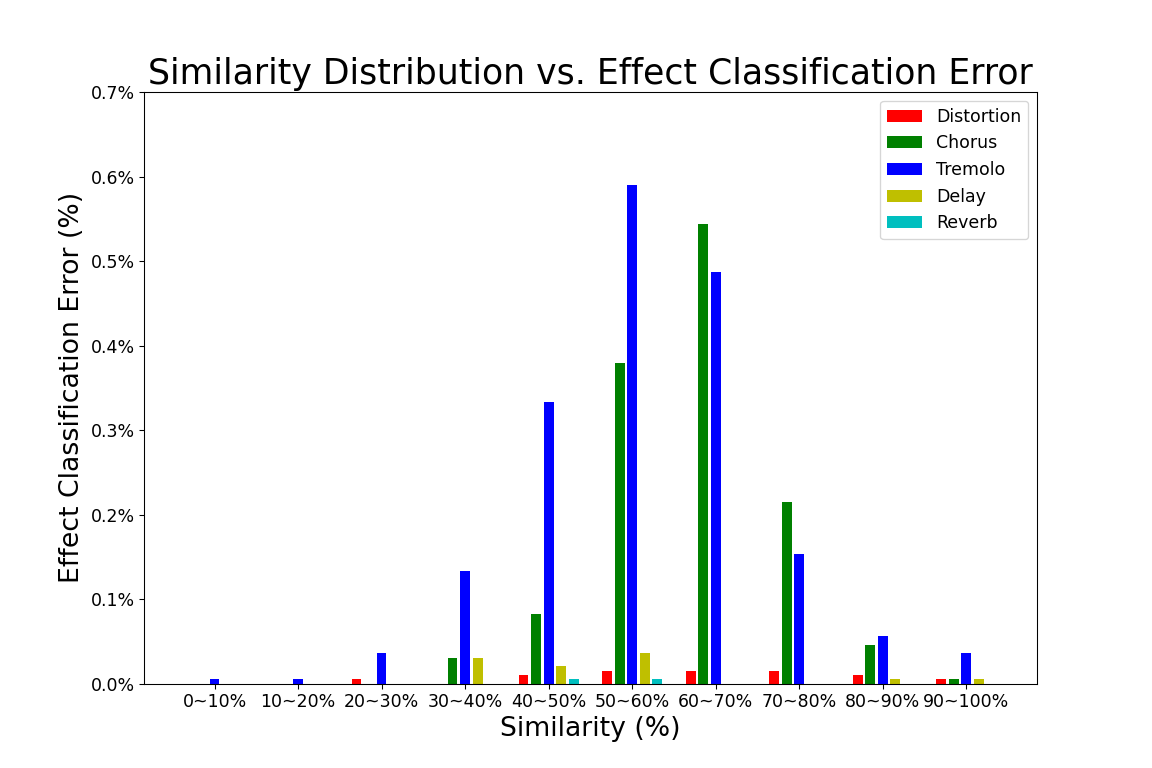 Similarity Distribution vs. Effect Classification Error
0.7%
0.6%
0.5%
0.4%
0.3%
0.2%
0.1%
0.0%
Effect Classification Error (%)
Distortion
Chorus
Tremolo
Delay
Reverb
0~10% 10~20% 20~30% 30~40% 40~50% 50~60% 60~70% 70~80% 80~90% 90~100%
Similarity (%)